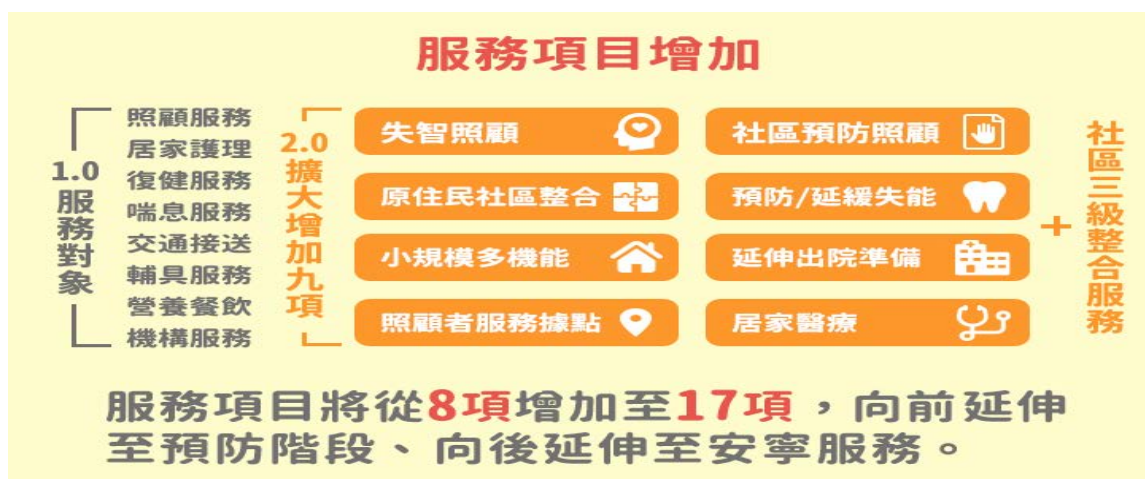 服務項目增加
1.0服務對象
照顧服務
居家護理
復健服務
喘息服務
交通接送
輔具服務
營養餐飲
機構服務
2.0擴大增加九項
失智照顧
社區預防照顧
原住民社區整合
預防/延緩失能
小規模多機能
延伸出院準備
照顧者服務據點
居家醫療
+
社區三級整合服務
服務項目將從8項增加至17項，向前延伸
至預防階段、向後延伸至安寧服務。